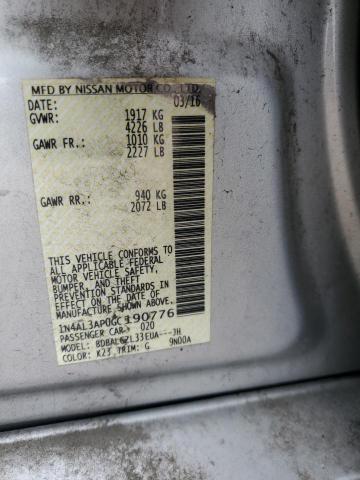 MFD BY NISSAN MOTOR CO., LTD.
DATE: 03/16
GVWR: 1917 KG
4226 LB
GAWR FR.: 1010 KG
2227 LB
GAWR RR.: 940 KG
2072 LB
THIS VEHICLE CONFORMS TO
ALL APPLICABLE FEDERAL
MOTOR VEHICLE SAFETY,
BUMPER, AND THEFT
PREVENTION STANDARDS IN
EFFECT ON THE DATE OF
MANUFACTURE SHOWN ABOVE.
1N4AL3AP0GC190776
PASSENGER CAR 020
MODEL: BDBALGZL33EUA---JH
COLOR: K23 TRIM: G 9N00A